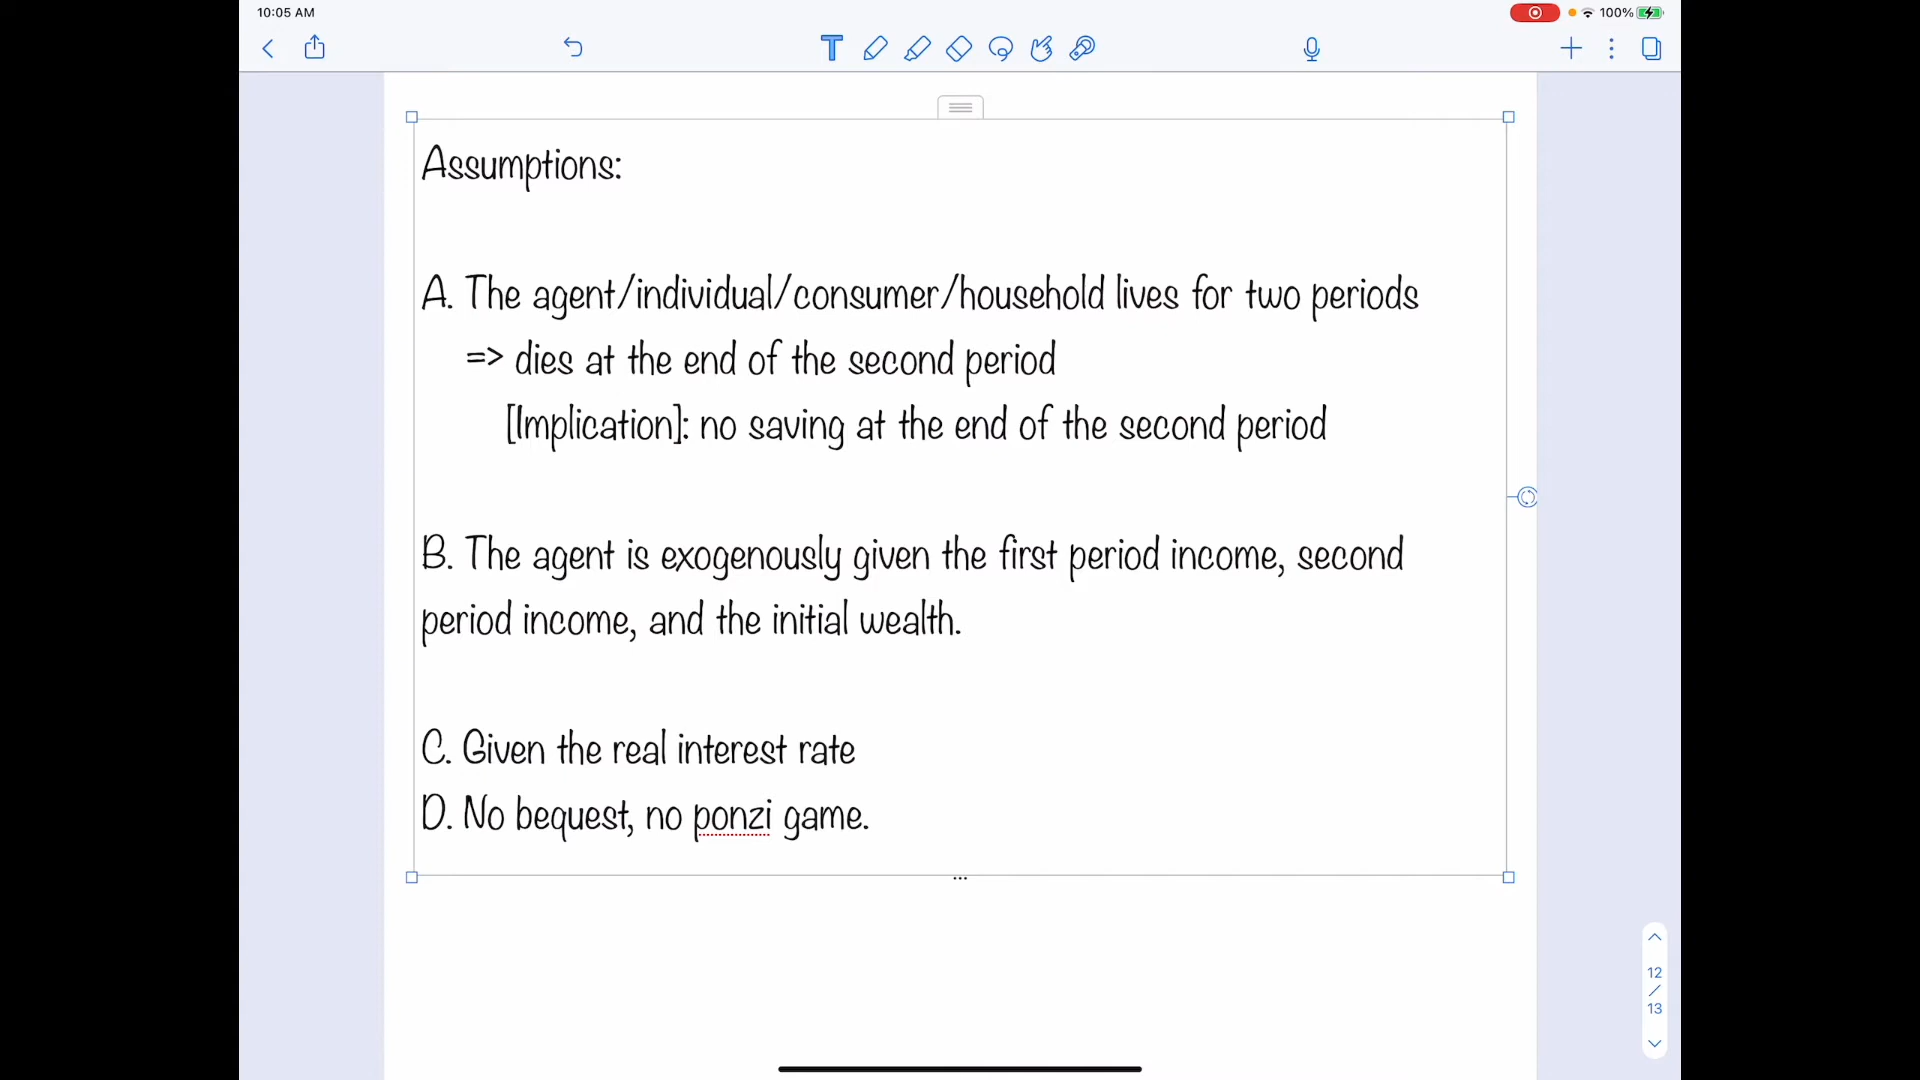 10:05 AM
100%
T
Assumptions:
A. The agent/individual/consumer/household lives for two periods
=> dies at the end of the second period
[Implication]: no saving at the end of the second period
B. The agent is exogenously given the first period income, second
period income, and the initial wealth.
C. Given the real interest rate
D. No bequest, no ponzi game.
12
/
13